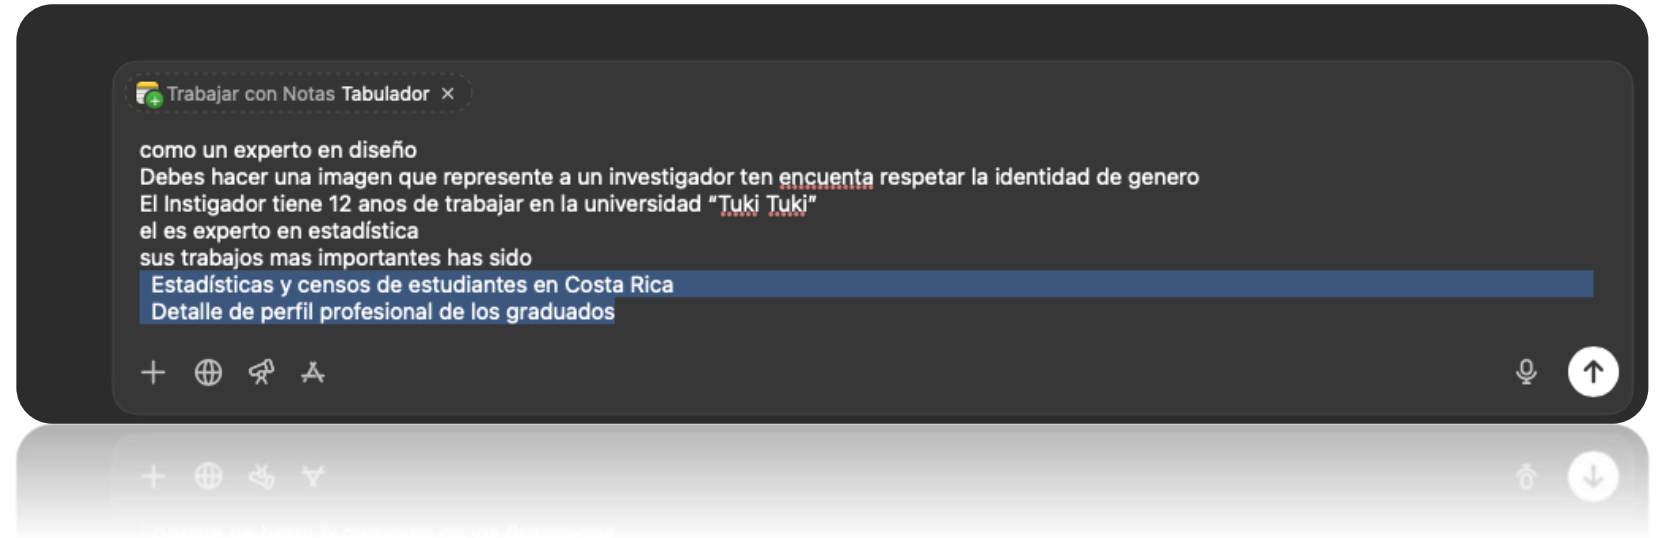 Trabajar con Notas Tabulador ×
como un experto en diseño
Debes hacer una imagen que represente a un investigador ten encuenta respetar la identidad de genero
El Instigador tiene 12 anos de trabajar en la universidad “Tuki Tuki”
el es experto en estadística
sus trabajos mas importantes has sido
Estadísticas y censos de estudiantes en Costa Rica
Detalle de perfil profesional de los graduados